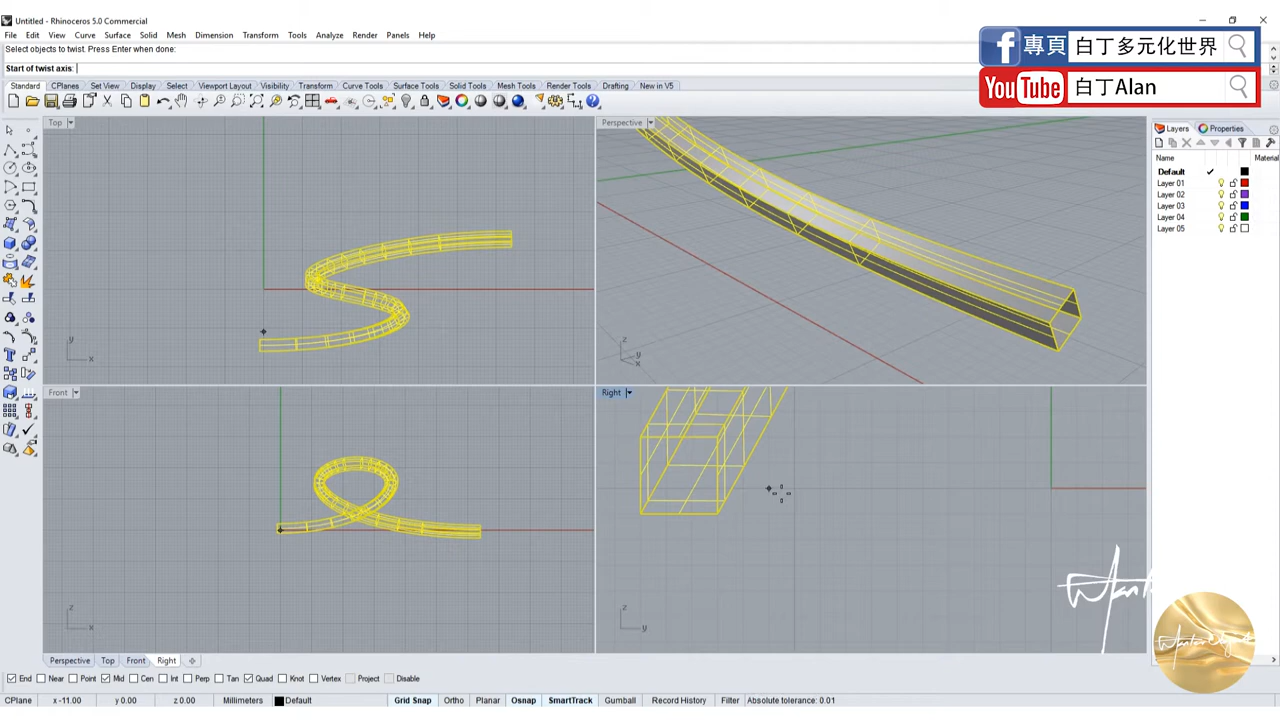 Untitled - Rhinoceros 5.0 Commercial
File Edit View Curve Surface Solid Mesh Dimension Transform Tools Analyze Render Panels Help
Select objects to twist. Press Enter when done:
Start of twist axis:
專頁 白丁多元化世界
YouTube 白丁Alan
Standard CPlanes Set View Display Select Viewport Layout Visibility Transform Curve Tools Surface Tools Solid Tools Mesh Tools Render Tools Drafting New in V5
Top
Perspective
Layers Properties
Name Material
Default
Layer 01
Layer 02
Layer 03
Layer 04
Layer 05
y x
z y x
Front
Right
z x
z y
Perspective Top Front Right
End Near Point Mid Cen Int Perp Tan Quad Knot Vertex Project Disable
CPlane x -11.00 y 0.00 z 0.00 Millimeters Default Grid Snap Ortho Planar Osnap SmartTrack Gumball Record History Filter Absolute tolerance: 0.01